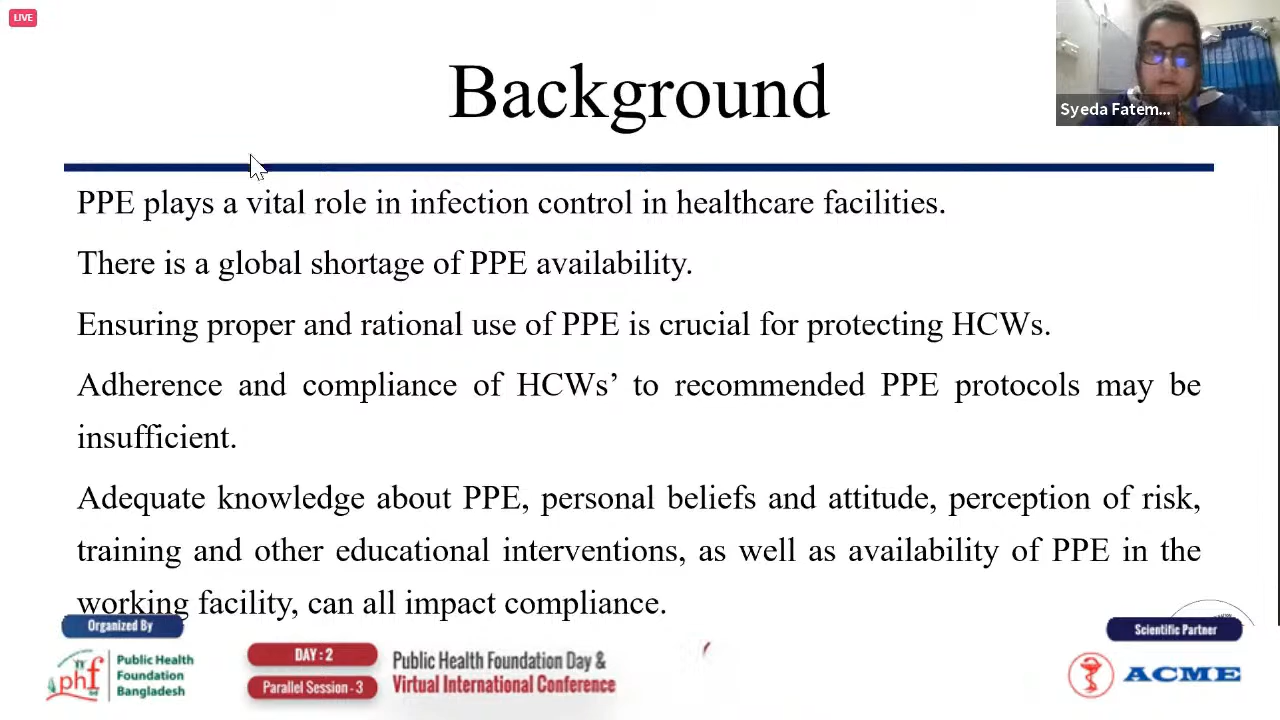 LIVE
Background
Syeda Fatem...
PPE plays a vital role in infection control in healthcare facilities.
There is a global shortage of PPE availability.
Ensuring proper and rational use of PPE is crucial for protecting HCWs.
Adherence and compliance of HCWs’ to recommended PPE protocols may be
insufficient.
Adequate knowledge about PPE, personal beliefs and attitude, perception of risk,
training and other educational interventions, as well as availability of PPE in the
working facility, can all impact compliance.
Organized By
phf
Public Health
Foundation
Bangladesh
DAY : 2
Parallel Session - 3
Public Health Foundation Day &
Virtual International Conference
Scientific Partner
ACME